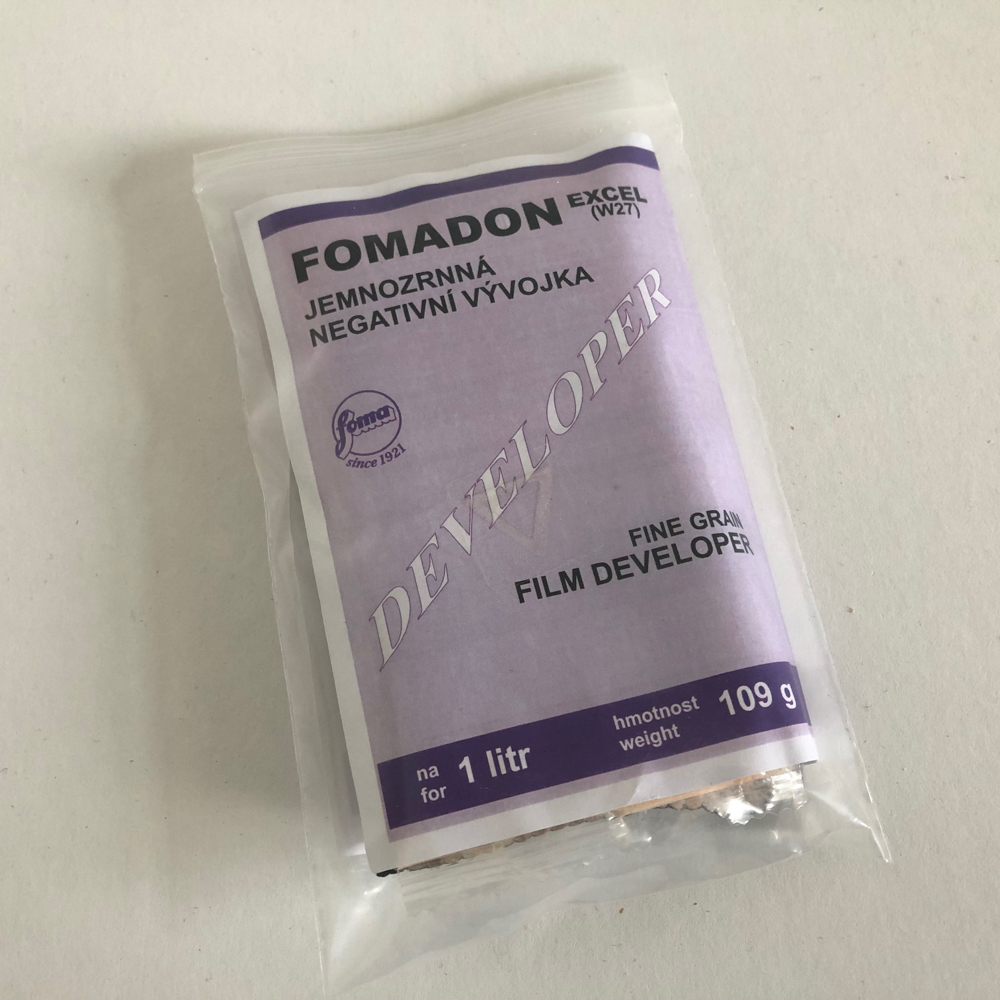 FOMADON EXCEL
(W27)
JEMNOZRNNÁ
NEGATIVNÍ VÝVOJKA
foma
since 1921
DEVELOPER
FINE GRAIN
FILM DEVELOPER
na
for
1 litr
hmotnost
weight
109 g